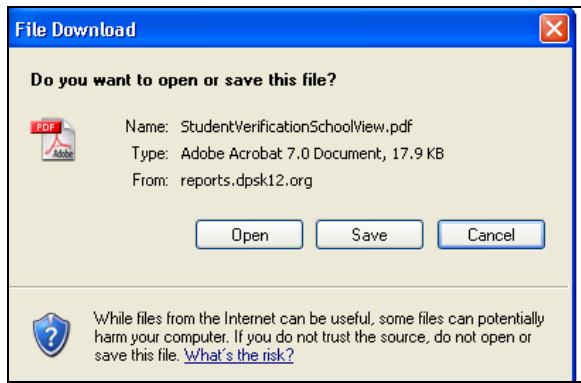 File Download
Do you want to open or save this file?
PDF
Adobe
Name: StudentVerificationSchoolView.pdf
Type: Adobe Acrobat 7.0 Document, 17.9 KB
From: reports.dpsk12.org
Open Save Cancel
While files from the Internet can be useful, some files can potentially
harm your computer. If you do not trust the source, do not open or
save this file. What's the risk?